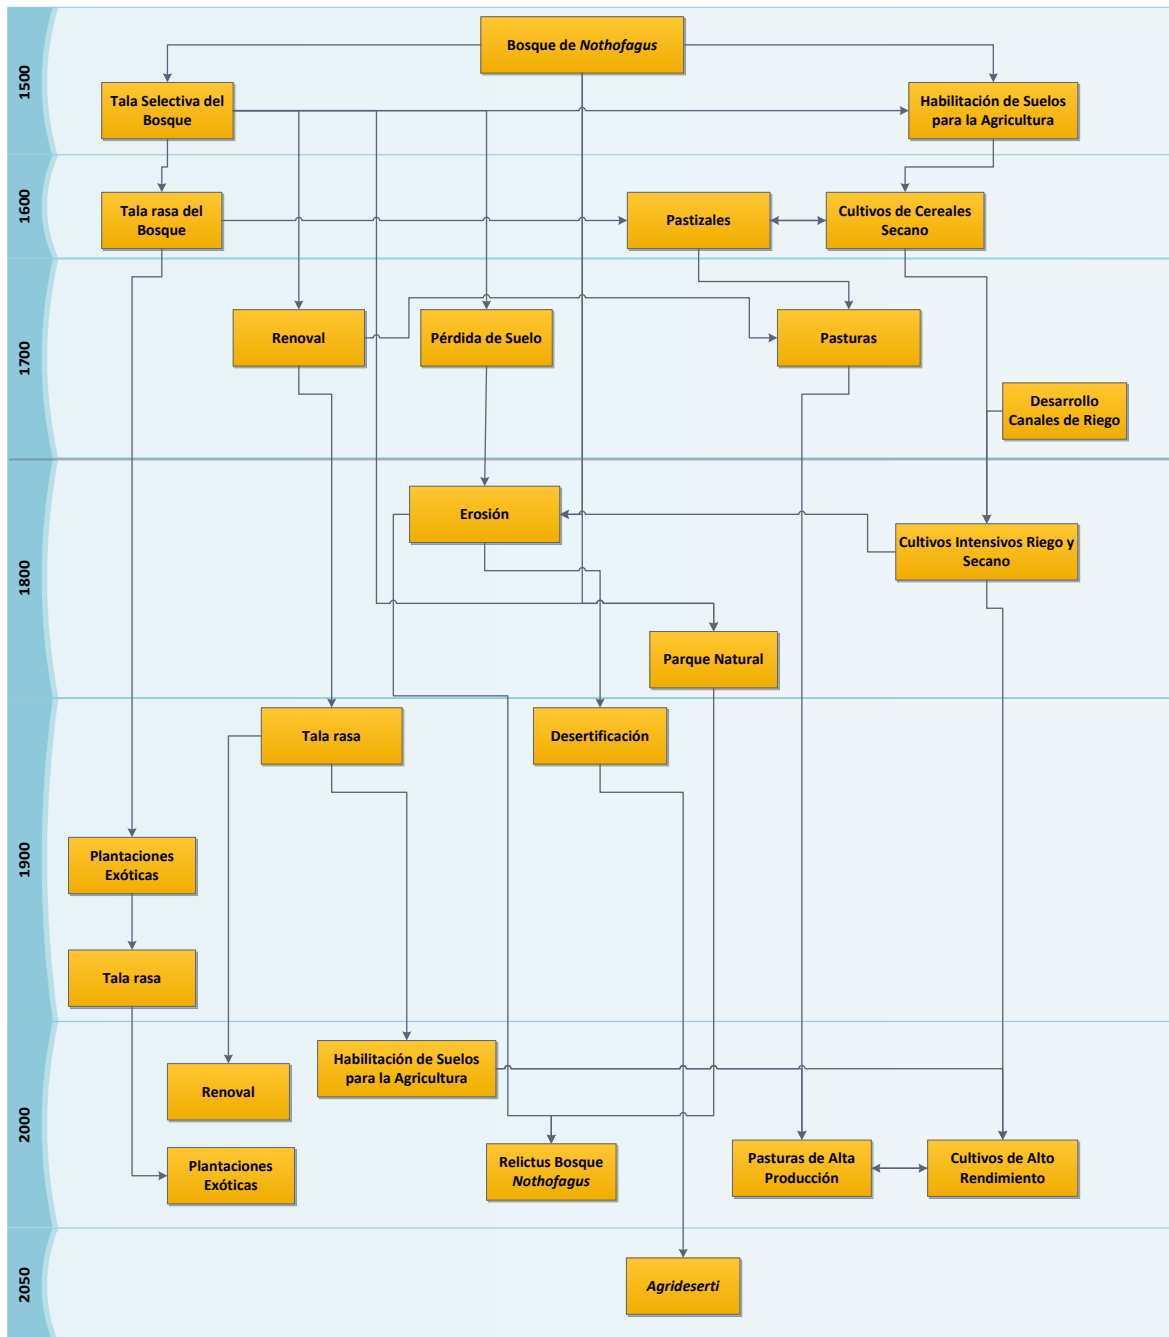 1500
Bosque de Nothofagus
Tala Selectiva del
Bosque
Habilitación de Suelos
para la Agricultura
1600
Tala rasa del
Bosque
Pastizales
Cultivos de Cereales
Secano
1700
Renoval
Pérdida de Suelo
Pasturas
Desarrollo
Canales de Riego
1800
Erosión
Cultivos Intensivos Riego y
Secano
Parque Natural
1900
Tala rasa
Desertificación
Plantaciones
Exóticas
Tala rasa
2000
Habilitación de Suelos
para la Agricultura
Renoval
Plantaciones
Exóticas
Relictus Bosque
Nothofagus
Pasturas de Alta
Producción
Cultivos de Alto
Rendimiento
2050
Agrideserti